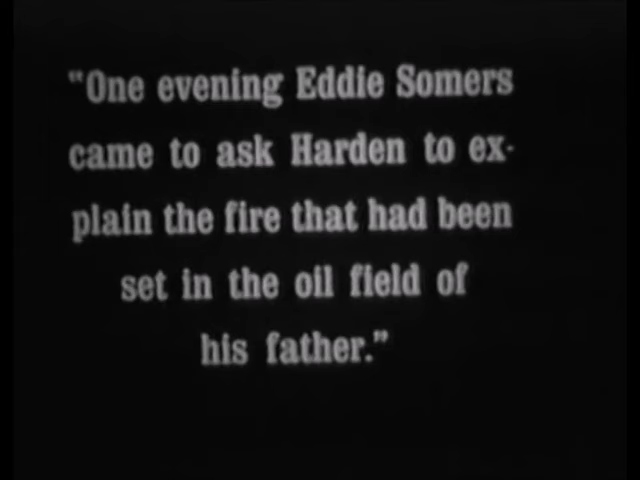 "One evening Eddie Somers
came to ask Harden to ex-
plain the fire that had been
set in the oil field of
his father."